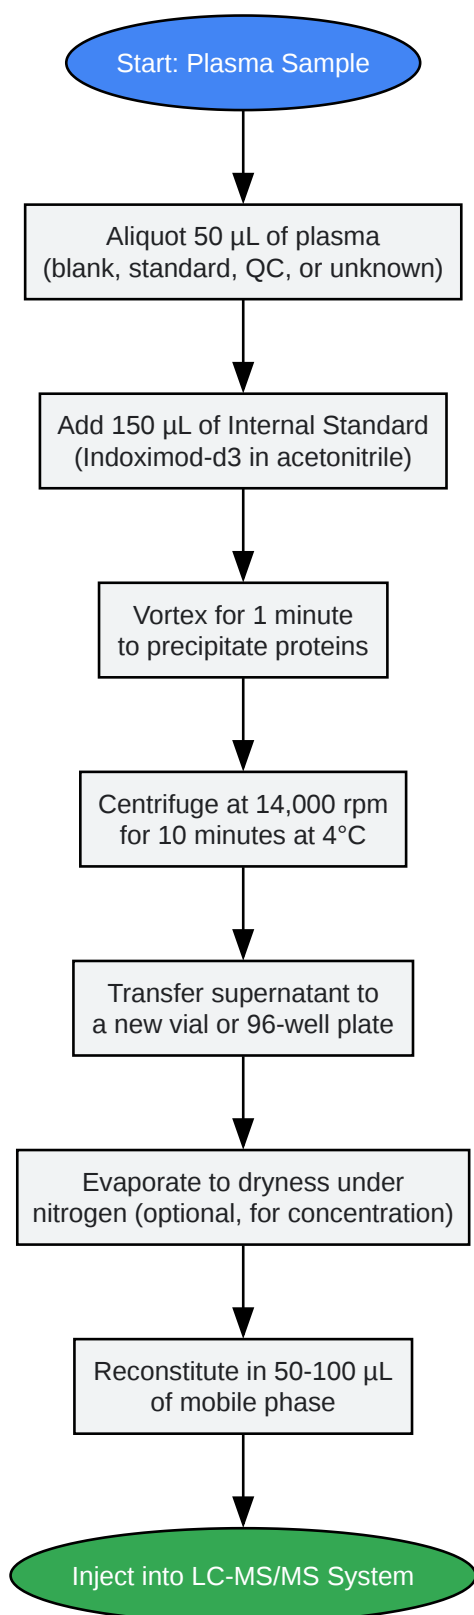 Start: Plasma Sample
Aliquot 50 µL of plasma
(blank, standard, QC, or unknown)
Add 150 µL of Internal Standard
(Indoximod-d3 in acetonitrile)
Vortex for 1 minute
to precipitate proteins
Centrifuge at 14,000 rpm
for 10 minutes at 4°C
Transfer supernatant to
a new vial or 96-well plate
Evaporate to dryness under
nitrogen (optional, for concentration)
Reconstitute in 50-100 µL
of mobile phase
Inject into LC-MS/MS System